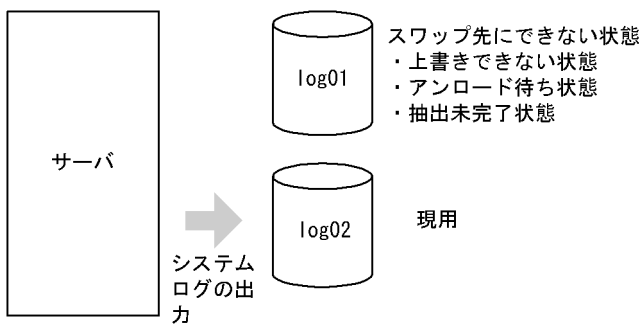 サーバ
log01
スワップ先にできない状態
・上書きできない状態
・アンロード待ち状態
・抽出未完了状態
log02
現用
システム
ログの出
力